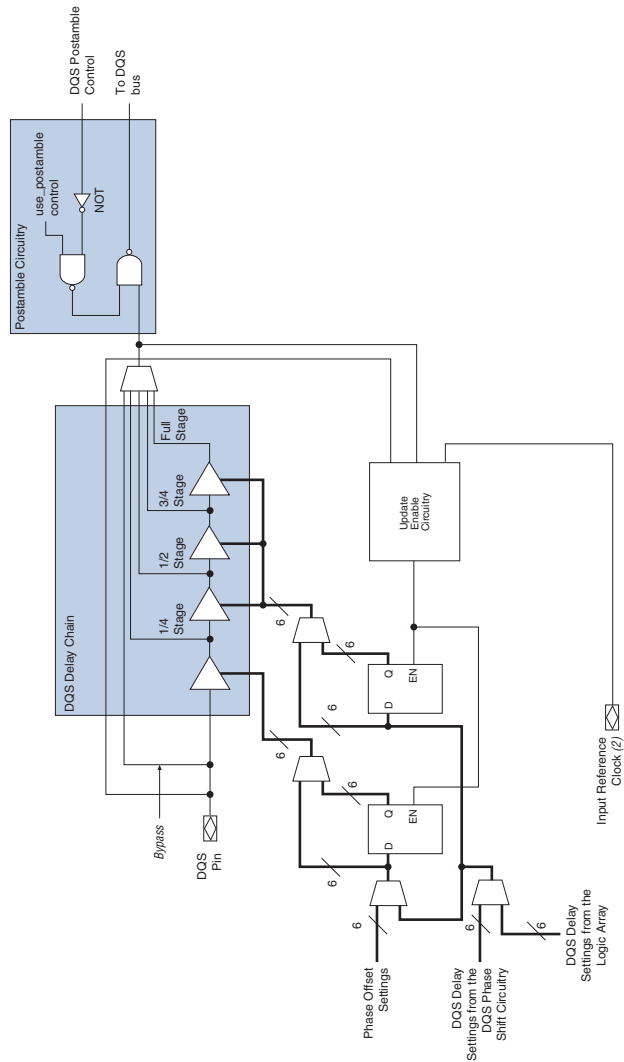 DQS Postamble
Control
To DQS
bus
Postamble Circuitry
use_postamble
control
NOT
DQS Delay Chain
1/4
Stage
1/2
Stage
3/4
Stage
Full
Stage
Bypass
DQS
Pin
6
6
6
6
6
6
D
Q
EN
D
Q
EN
Update
Enable
Circuitry
6
Phase Offset
Settings
6
DQS Delay
Settings from the
DQS Phase
Shift Circuitry
6
DQS Delay
Settings from the
Logic Array
Input Reference
Clock (2)